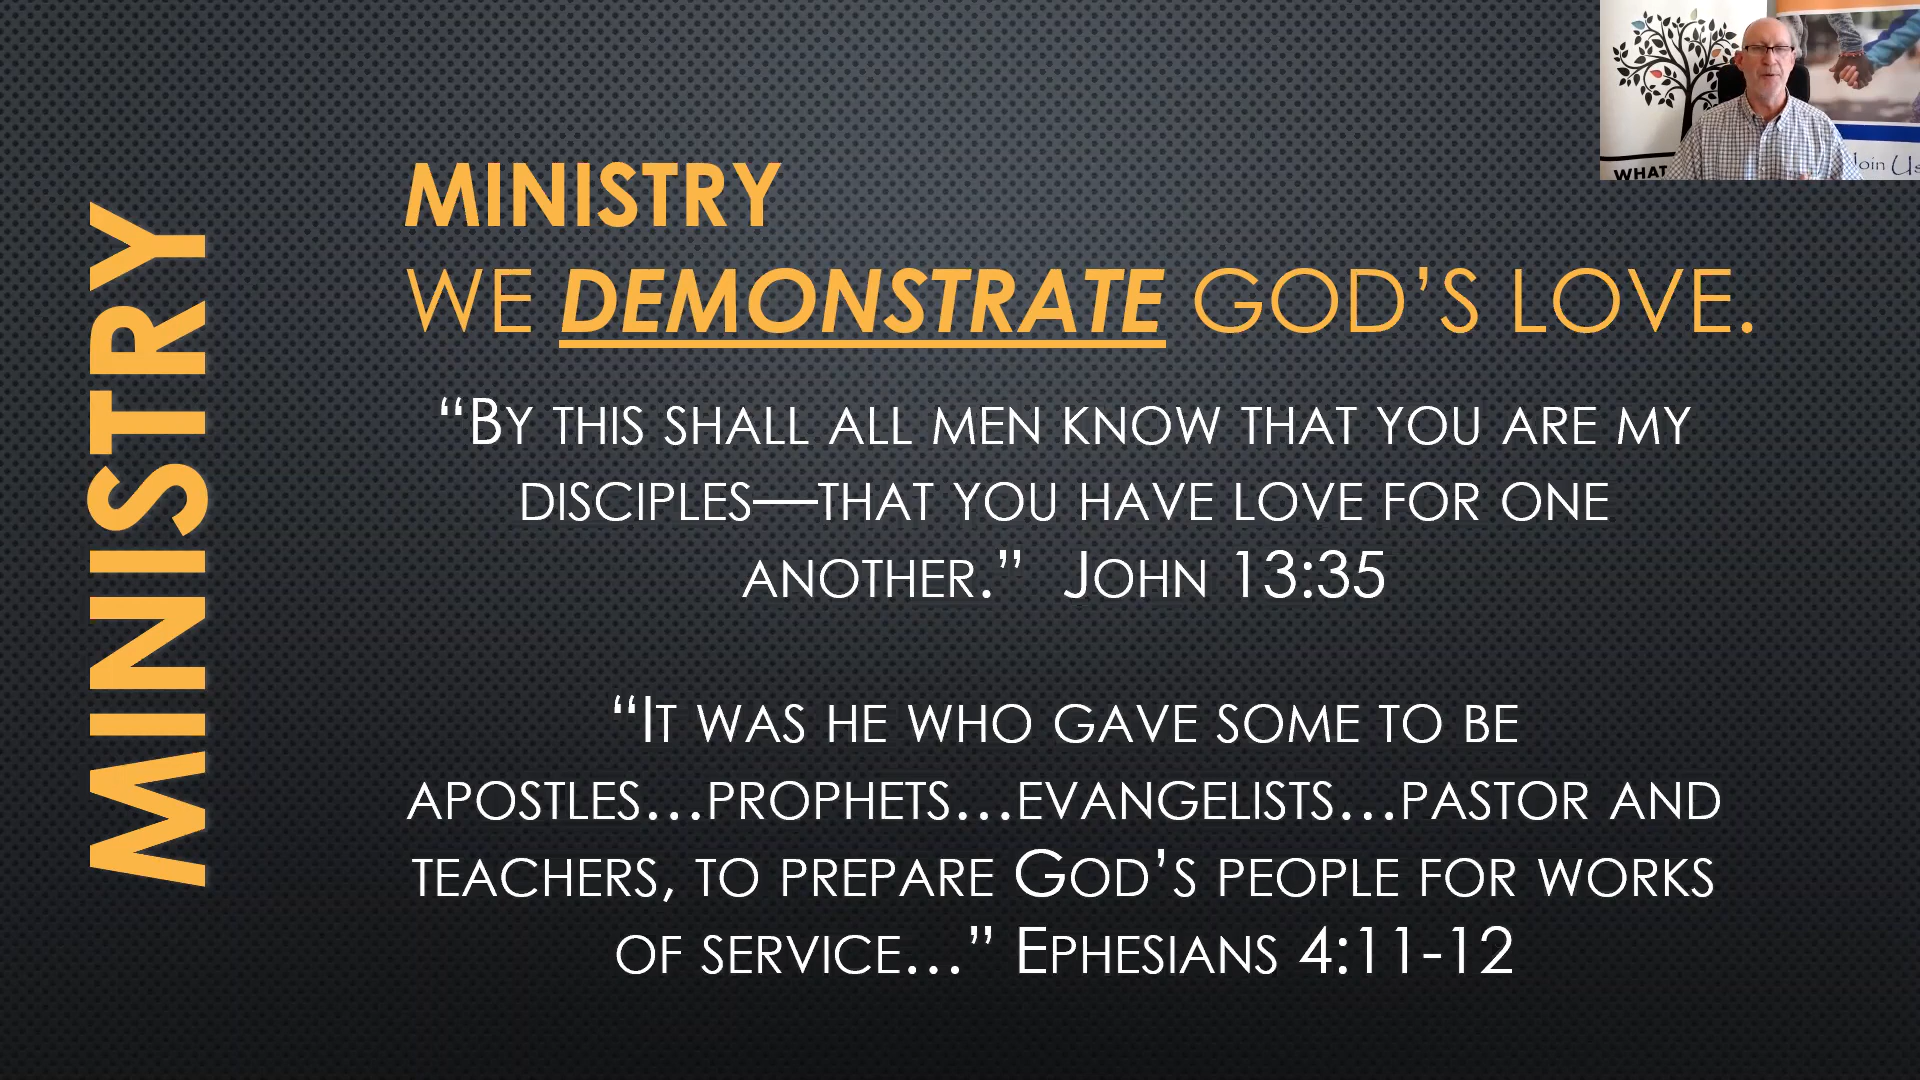 MINISTRY
MINISTRY
WE DEMONSTRATE GOD’S LOVE.
“BY THIS SHALL ALL MEN KNOW THAT YOU ARE MY
DISCIPLES—THAT YOU HAVE LOVE FOR ONE
ANOTHER.” JOHN 13:35
“IT WAS HE WHO GAVE SOME TO BE
APOSTLES...PROPHETS...EVANGELISTS...PASTOR AND
TEACHERS, TO PREPARE GOD’S PEOPLE FOR WORKS
OF SERVICE...” EPHESIANS 4:11-12
WHAT
Join Us